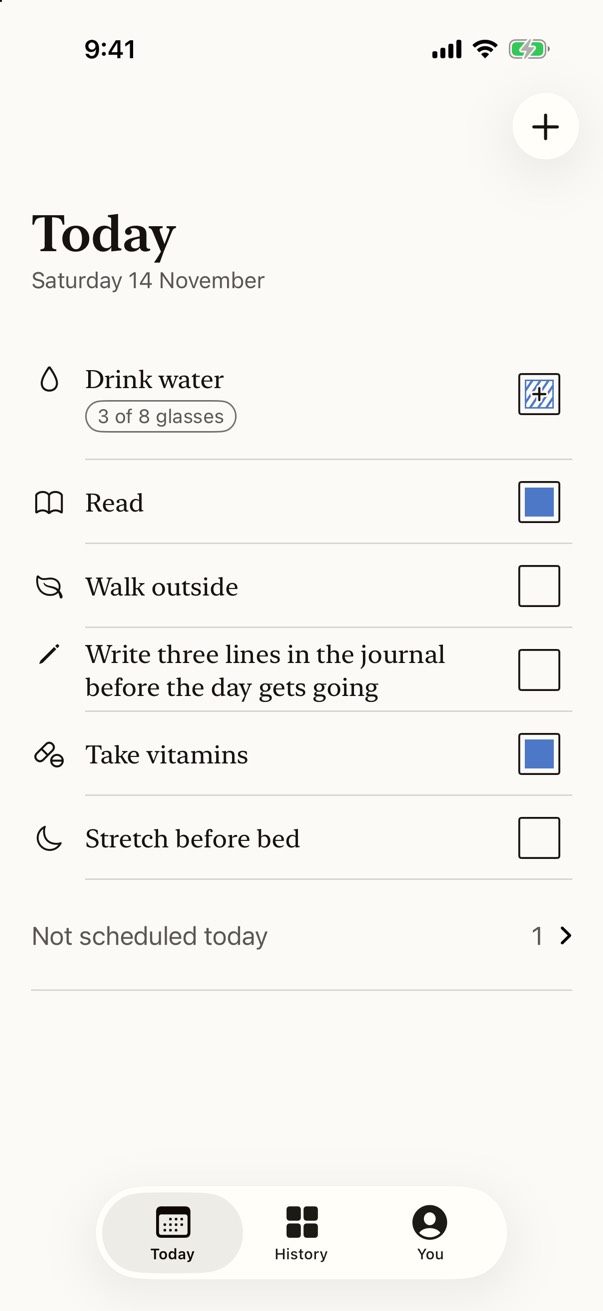 9:41
Today
Saturday 14 November
Drink water
3 of 8 glasses
Read
Walk outside
Write three lines in the journal
before the day gets going
Take vitamins
Stretch before bed
Not scheduled today 1
Today History You